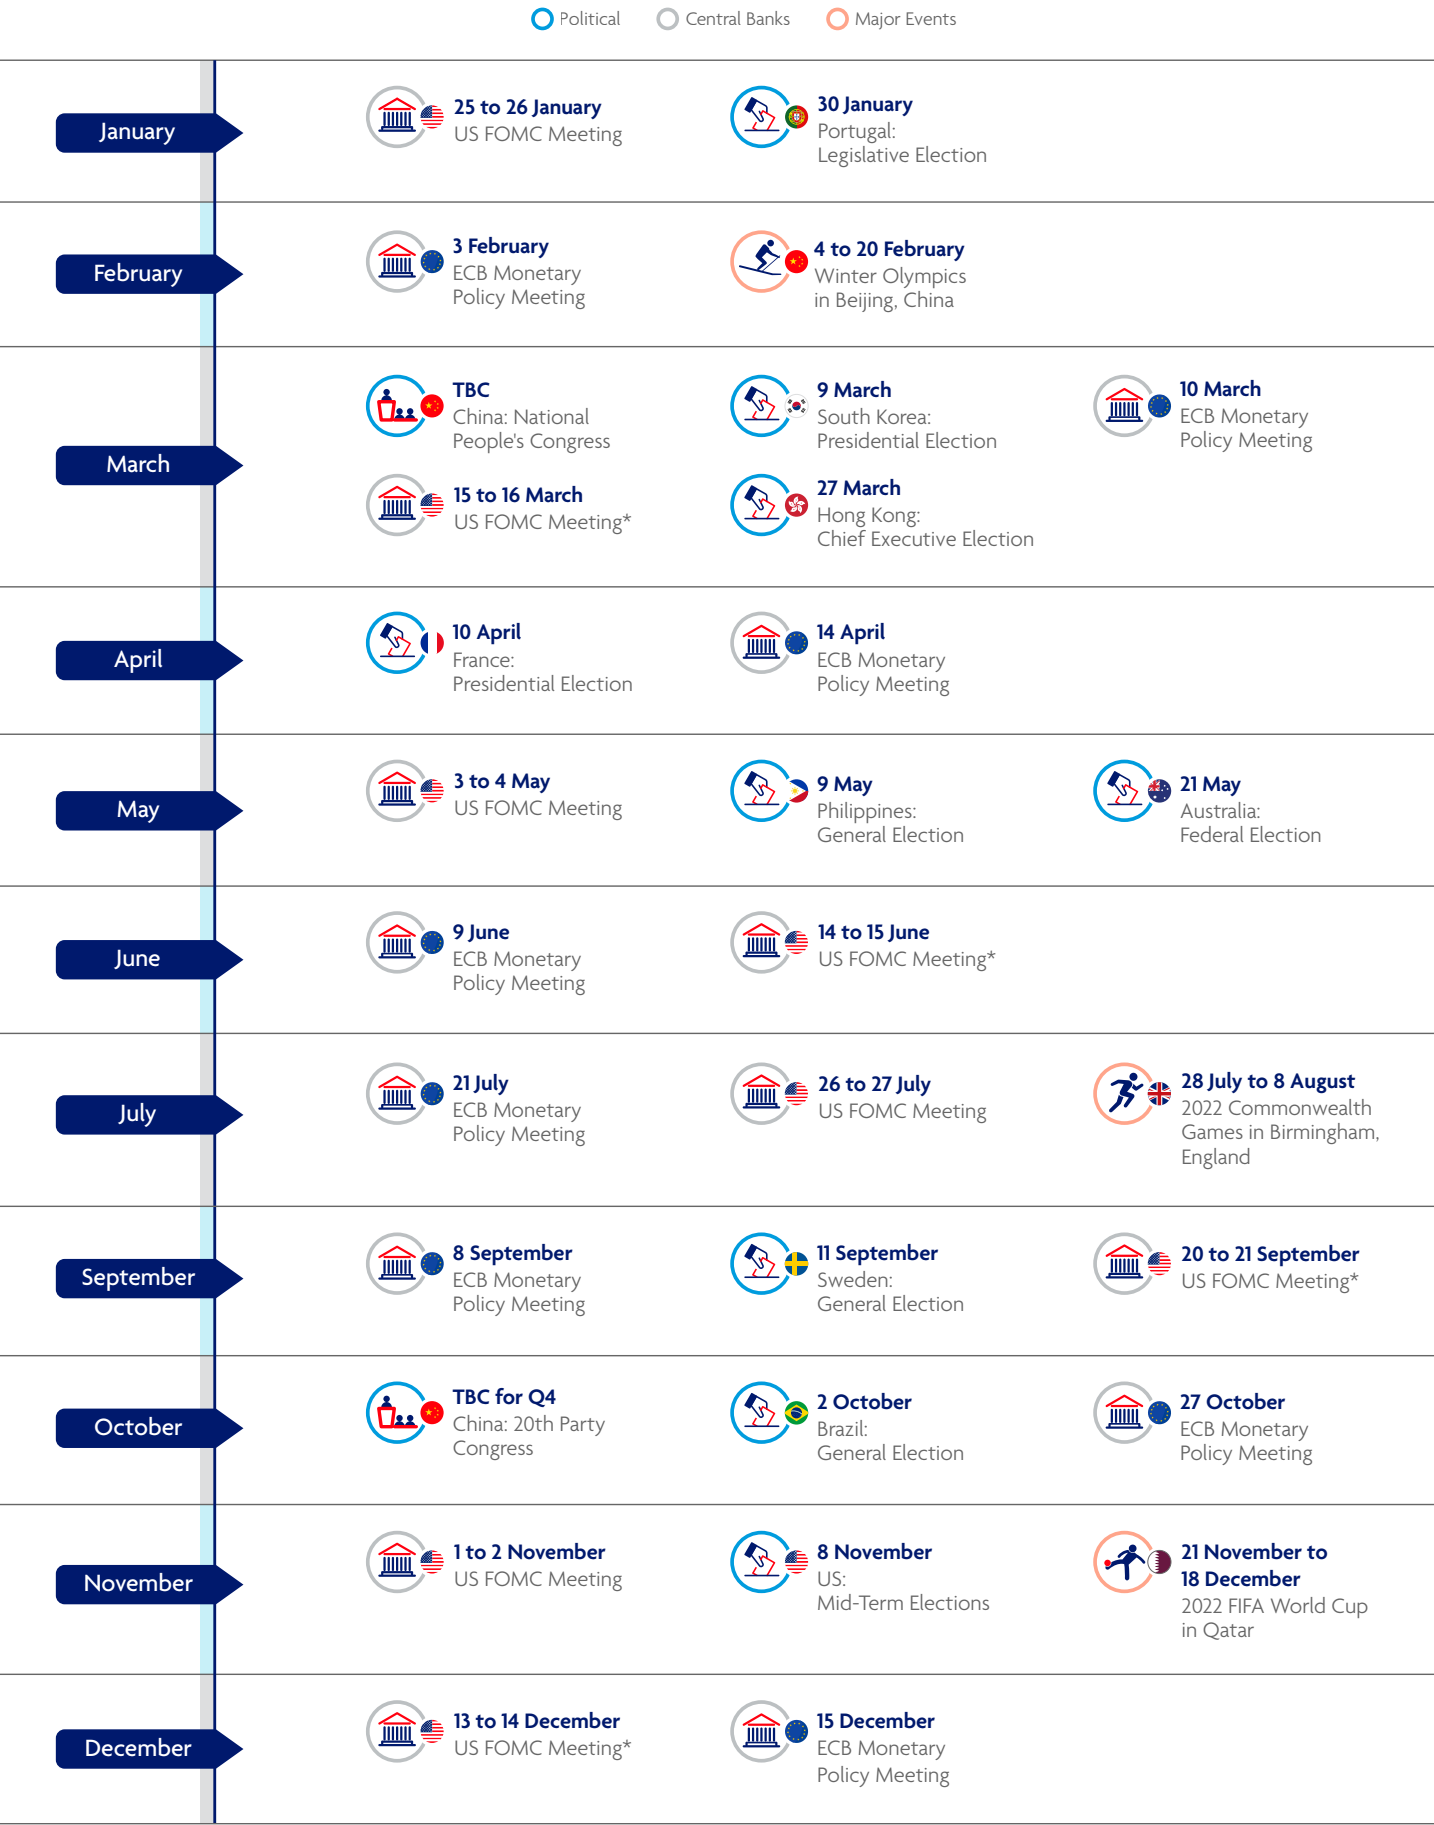 Political
Central Banks
Major Events
January
25 to 26 January
US FOMC Meeting
30 January
Portugal:
Legislative Election
February
3 February
ECB Monetary
Policy Meeting
4 to 20 February
Winter Olympics
in Beijing, China
March
TBC
China: National
People's Congress
9 March
South Korea:
Presidential Election
10 March
ECB Monetary
Policy Meeting
15 to 16 March
US FOMC Meeting*
27 March
Hong Kong:
Chief Executive Election
April
10 April
France:
Presidential Election
14 April
ECB Monetary
Policy Meeting
May
3 to 4 May
US FOMC Meeting
9 May
Philippines:
General Election
21 May
Australia:
Federal Election
June
9 June
ECB Monetary
Policy Meeting
14 to 15 June
US FOMC Meeting*
July
21 July
ECB Monetary
Policy Meeting
26 to 27 July
US FOMC Meeting
28 July to 8 August
2022 Commonwealth
Games in Birmingham,
England
September
8 September
ECB Monetary
Policy Meeting
11 September
Sweden:
General Election
20 to 21 September
US FOMC Meeting*
October
TBC for Q4
China: 20th Party
Congress
2 October
Brazil:
General Election
27 October
ECB Monetary
Policy Meeting
November
1 to 2 November
US FOMC Meeting
8 November
US:
Mid-Term Elections
21 November to
18 December
2022 FIFA World Cup
in Qatar
December
13 to 14 December
US FOMC Meeting*
15 December
ECB Monetary
Policy Meeting